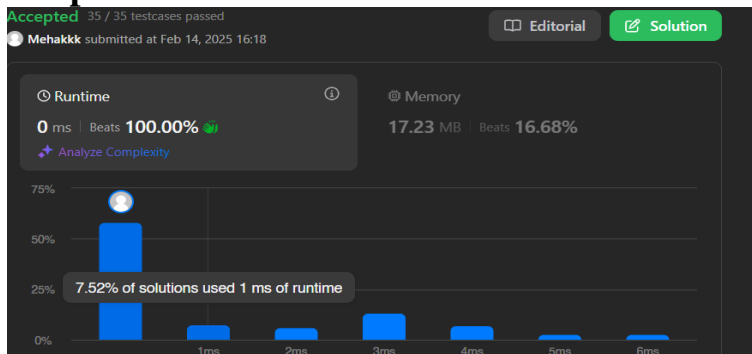 Accepted 35 / 35 testcases passed
Mehakkk submitted at Feb 14, 2025 16:18
Editorial
Solution
Runtime
0 ms | Beats 100.00%
Analyze Complexity
Memory
17.23 MB | Beats 16.68%
75%
50%
25%
7.52% of solutions used 1 ms of runtime
0%
1ms 2ms 3ms 4ms 5ms 6ms